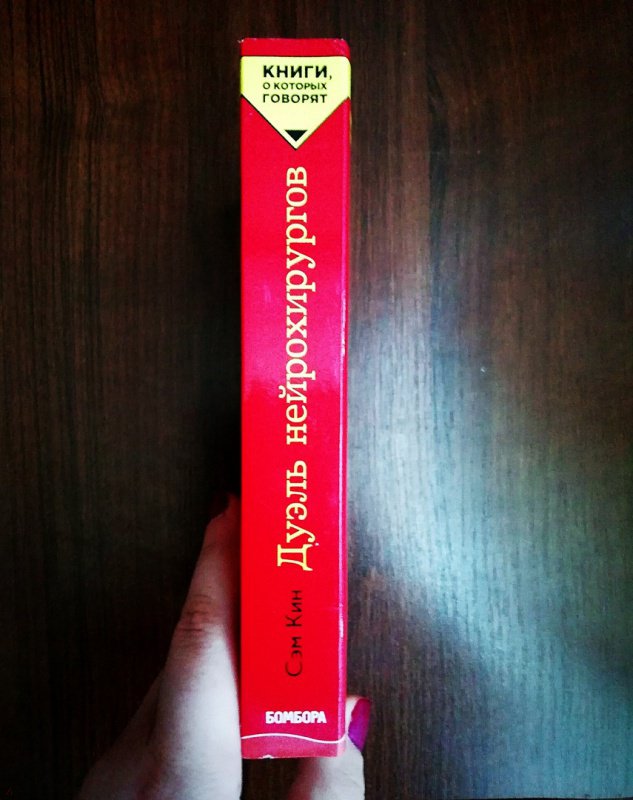 КНИГИ,
О КОТОРЫХ
ГОВОРЯТ
Сэм Кин Дуэль нейрохирургов
БОМБОРА